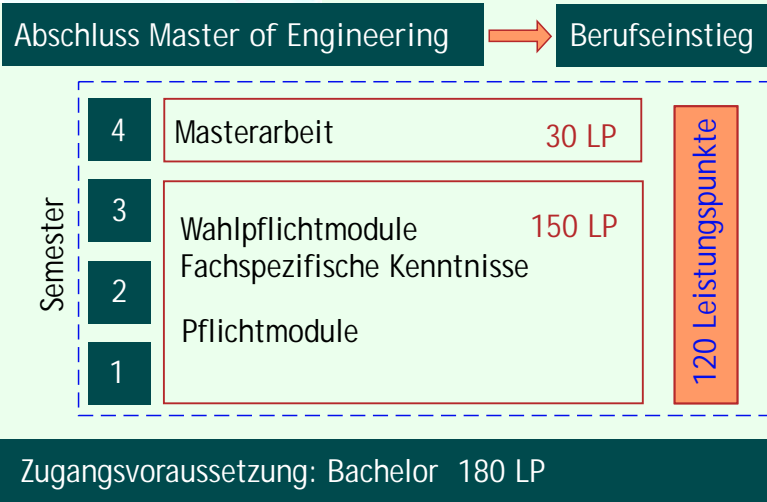 Abschluss Master of Engineering
Berufseinstieg
Semester
4
Masterarbeit 30 LP
3
Wahlpflichtmodule 150 LP
Fachspezifische Kenntnisse
2
Pflichtmodule
1
120 Leistungspunkte
Zugangsvoraussetzung: Bachelor 180 LP